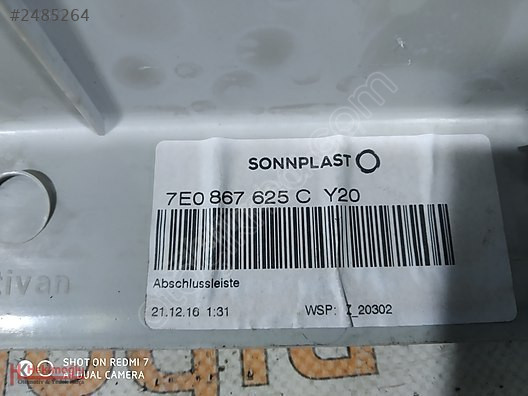 #2485264
SONNPLAST
7E0 867 625 C Y20
Abschlussleiste
21.12.16 1:31 WSP: Z_20302
tivan
SHOT ON REDMI 7
AI DUAL CAMERA